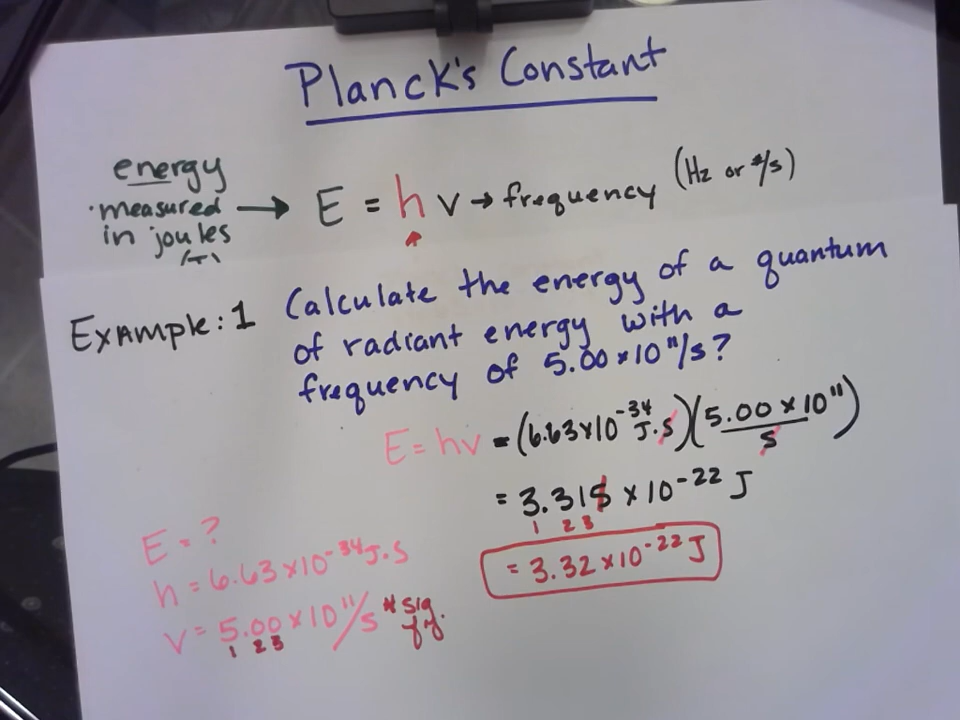 Planck's Constant
energy
·measured
in joules
(J)
→ E = h ν → frequency (Hz or #/s)
Example: 1
Calculate the energy of a quantum
of radiant energy with a
frequency of 5.00 × 10¹¹/s?
E = hν = (6.63 × 10⁻³⁴ J·s)(5.00 × 10¹¹/s)
= 3.315 × 10⁻²² J
1 2 3
= 3.32 × 10⁻²² J
E = ?
h = 6.63 × 10⁻³⁴ J·s
ν = 5.00 × 10¹¹/s * sig.
1 2 3